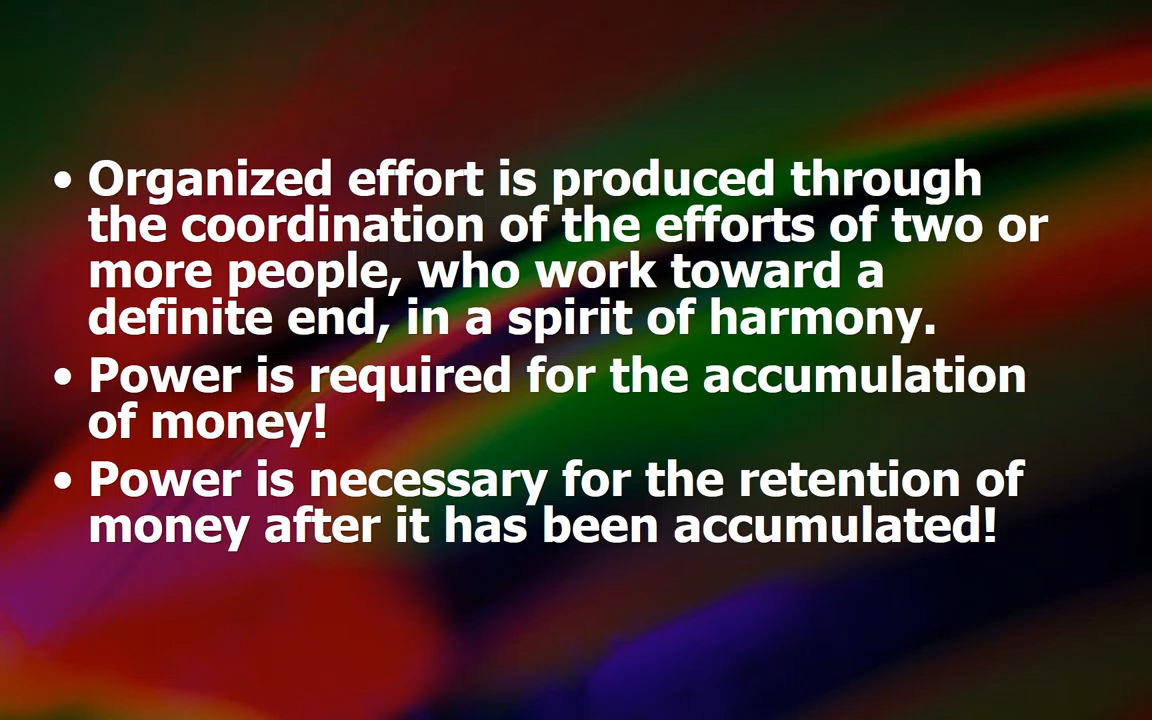 • Organized effort is produced through
the coordination of the efforts of two or
more people, who work toward a
definite end, in a spirit of harmony.
• Power is required for the accumulation
of money!
• Power is necessary for the retention of
money after it has been accumulated!